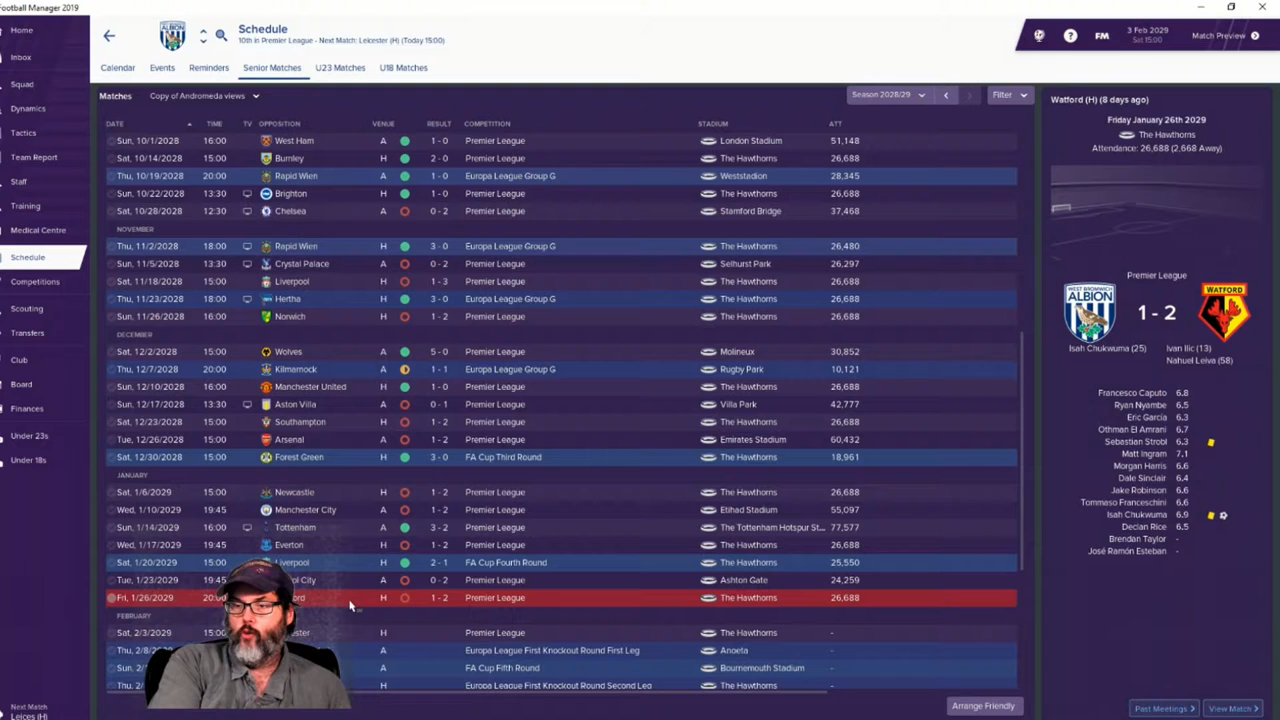 Football Manager 2019
Home
Inbox
Squad
Dynamics
Tactics
Team Report
Staff
Training
Medical Centre
Schedule
Competitions
Scouting
Transfers
Club
Board
Finances
Under 23s
Under 18s
Next Match
Leices (H)
Schedule
10th in Premier League - Next Match: Leicester (H) (Today 15:00)
3 Feb 2029
Sat 15:00
FM
Match Preview
Calendar Events Reminders Senior Matches U23 Matches U18 Matches
Matches Copy of Andromeda views Season 2028/29 Filter
DATE TIME TV OPPOSITION VENUE RESULT COMPETITION STADIUM ATT
Sun, 10/1/2028 16:00 West Ham A 1 - 0 Premier League London Stadium 51,148
Sat, 10/14/2028 15:00 Burnley H 2 - 0 Premier League The Hawthorns 26,688
Thu, 10/19/2028 20:00 Rapid Wien A 1 - 0 Europa League Group G Weststadion 28,345
Sun, 10/22/2028 13:30 Brighton H 1 - 0 Premier League The Hawthorns 26,688
Sat, 10/28/2028 12:30 Chelsea A 0 - 2 Premier League Stamford Bridge 37,468
NOVEMBER
Thu, 11/2/2028 18:00 Rapid Wien H 3 - 0 Europa League Group G The Hawthorns 26,480
Sun, 11/5/2028 13:30 Crystal Palace A 0 - 2 Premier League Selhurst Park 26,297
Sat, 11/18/2028 15:00 Liverpool H 1 - 3 Premier League The Hawthorns 26,688
Thu, 11/23/2028 18:00 Hertha H 3 - 0 Europa League Group G The Hawthorns 26,688
Sun, 11/26/2028 16:00 Norwich H 1 - 2 Premier League The Hawthorns 26,688
DECEMBER
Sat, 12/2/2028 15:00 Wolves A 5 - 0 Premier League Molineux 30,852
Thu, 12/7/2028 20:00 Kilmarnock A 1 - 1 Europa League Group G Rugby Park 10,121
Sun, 12/10/2028 16:00 Manchester United H 1 - 0 Premier League The Hawthorns 26,688
Sun, 12/17/2028 13:30 Aston Villa A 0 - 1 Premier League Villa Park 42,777
Sat, 12/23/2028 15:00 Southampton H 1 - 2 Premier League The Hawthorns 26,688
Tue, 12/26/2028 15:00 Arsenal A 1 - 2 Premier League Emirates Stadium 60,432
Sat, 12/30/2028 15:00 Forest Green H 3 - 0 FA Cup Third Round The Hawthorns 18,961
JANUARY
Sat, 1/6/2029 15:00 Newcastle H 1 - 2 Premier League The Hawthorns 26,688
Wed, 1/10/2029 19:45 Manchester City A 1 - 2 Premier League Etihad Stadium 55,097
Sun, 1/14/2029 16:00 Tottenham A 3 - 2 Premier League The Tottenham Hotspur St... 77,577
Wed, 1/17/2029 19:45 Everton H 1 - 2 Premier League The Hawthorns 26,688
Sat, 1/20/2029 15:00 Liverpool H 2 - 1 FA Cup Fourth Round The Hawthorns 25,550
Tue, 1/23/2029 19:45 ol City A 0 - 2 Premier League Ashton Gate 24,259
Fri, 1/26/2029 20:0 ord H 1 - 2 Premier League The Hawthorns 26,688
FEBRUARY
Sat, 2/3/2029 15:0 ester H Premier League The Hawthorns -
Thu, 2/8/ A Europa League First Knockout Round First Leg Anoeta -
Sun, 2/ A FA Cup Fifth Round Bournemouth Stadium -
Thu, 2/ H Europa League First Knockout Round Second Leg The Hawthorns -
Arrange Friendly
Watford (H) (8 days ago)
Friday January 26th 2029
The Hawthorns
Attendance: 26,688 (2,668 Away)
Premier League
WEST BROMWICH
ALBION
1 - 2
WATFORD
Isah Chukwuma (25) Ivan Ilic (13)
Nahuel Leiva (58)
Francesco Caputo 6.8
Ryan Nyambe 6.5
Eric García 6.3
Othman El Amrani 6.7
Sebastian Strobl 6.3
Matt Ingram 7.1
Morgan Harris 6.6
Dale Sinclair 6.4
Jake Robinson 6.6
Tommaso Franceschini 6.6
Isah Chukwuma 6.9
Declan Rice 6.5
Brendan Taylor -
José Ramón Esteban -
Past Meetings View Match